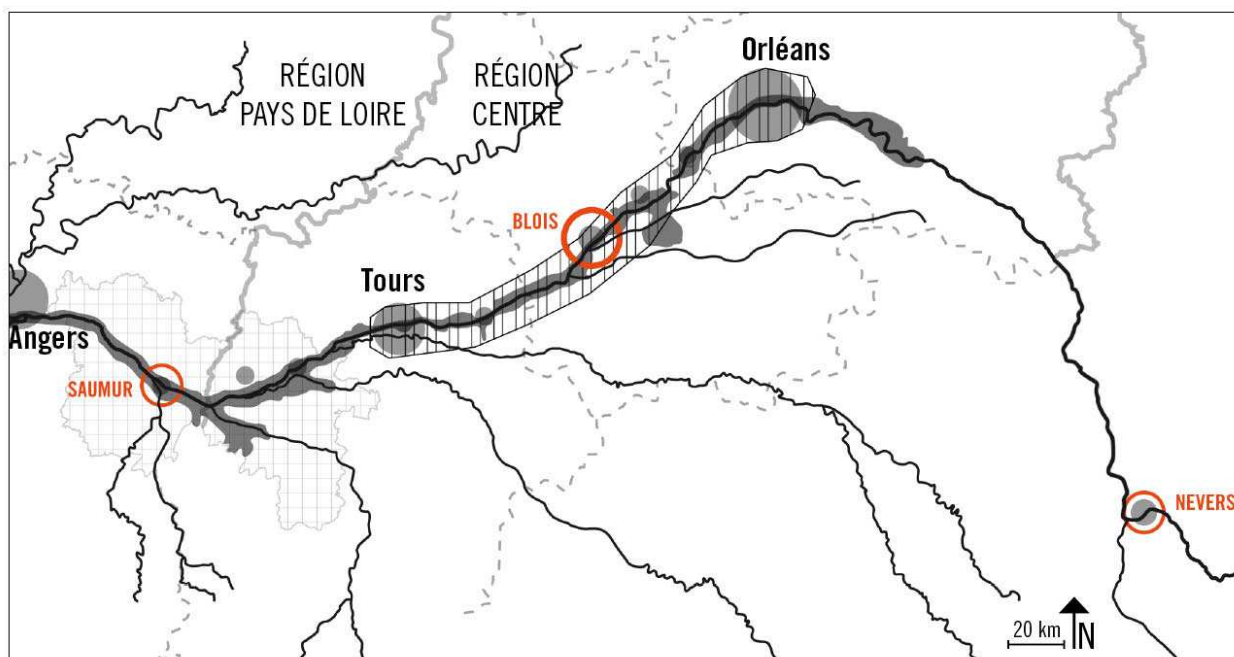 Orléans
RÉGION
PAYS DE LOIRE
RÉGION
CENTRE
BLOIS
Tours
Angers
SAUMUR
NEVERS
20 km
N